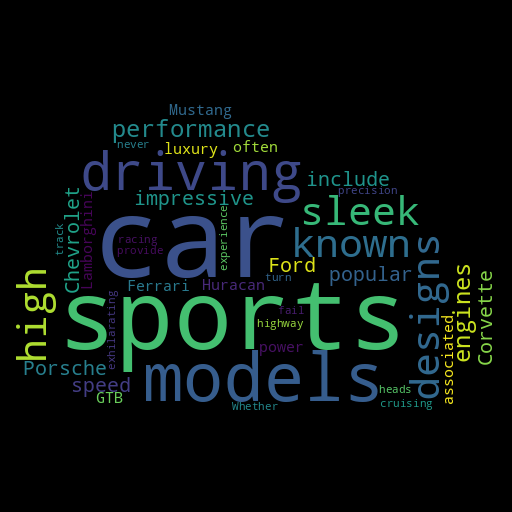 Mustang
performance
never
luxury
often
driving
include
precision
impressive
sleek
Chevrolet
Lamborghini
car
experience
track
racing
provide
known
designs
Ford
popular
turn
engines
Corvette
high
Ferrari
Huracan
sports
fail
exhilarating
highway
associated
power
models
Porsche
speed
GTB
heads
Whether
cruising